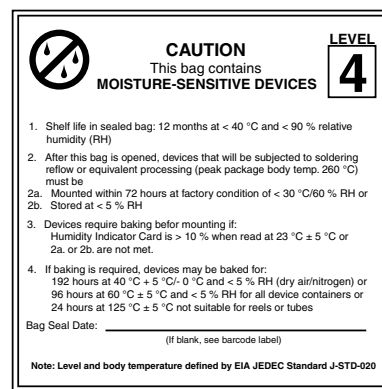 LEVEL
4
CAUTION
This bag contains
MOISTURE-SENSITIVE DEVICES
1. Shelf life in sealed bag: 12 months at < 40 °C and < 90 % relative
humidity (RH)
2. After this bag is opened, devices that will be subjected to soldering
reflow or equivalent processing (peak package body temp. 260 °C)
must be
2a. Mounted within 72 hours at factory condition of < 30 °C/60 % RH or
2b. Stored at < 5 % RH
3. Devices require baking befor mounting if:
Humidity Indicator Card is > 10 % when read at 23 °C ± 5 °C or
2a. or 2b. are not met.
4. If baking is required, devices may be baked for:
192 hours at 40 °C + 5 °C/- 0 °C and < 5 % RH (dry air/nitrogen) or
96 hours at 60 °C ± 5 °C and < 5 % RH for all device containers or
24 hours at 125 °C ± 5 °C not suitable for reels or tubes
Bag Seal Date:
(If blank, see barcode label)
Note: Level and body temperature defined by EIA JEDEC Standard J-STD-020